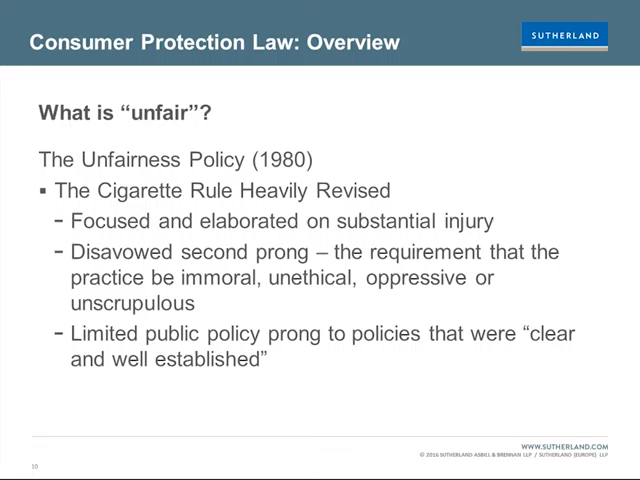 Consumer Protection Law: Overview
SUTHERLAND
What is “unfair”?
The Unfairness Policy (1980)
▪ The Cigarette Rule Heavily Revised
- Focused and elaborated on substantial injury
- Disavowed second prong – the requirement that the
practice be immoral, unethical, oppressive or
unscrupulous
- Limited public policy prong to policies that were “clear
and well established”
WWW.SUTHERLAND.COM
© 2016 SUTHERLAND ASBILL & BRENNAN LLP / SUTHERLAND (EUROPE) LLP
10